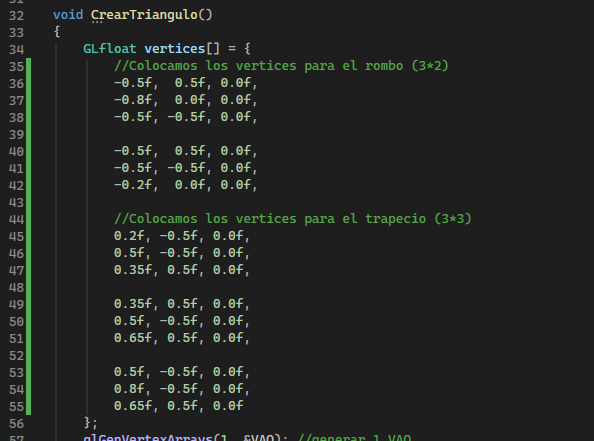 32 void CrearTriangulo()
33 {
34 GLfloat vertices[] = {
35 //Colocamos los vertices para el rombo (3*2)
36 -0.5f, 0.5f, 0.0f,
37 -0.8f, 0.0f, 0.0f,
38 -0.5f, -0.5f, 0.0f,
39
40 -0.5f, 0.5f, 0.0f,
41 -0.5f, -0.5f, 0.0f,
42 -0.2f, 0.0f, 0.0f,
43
44 //Colocamos los vertices para el trapecio (3*3)
45 0.2f, -0.5f, 0.0f,
46 0.5f, -0.5f, 0.0f,
47 0.35f, 0.5f, 0.0f,
48
49 0.35f, 0.5f, 0.0f,
50 0.5f, -0.5f, 0.0f,
51 0.65f, 0.5f, 0.0f,
52
53 0.5f, -0.5f, 0.0f,
54 0.8f, -0.5f, 0.0f,
55 0.65f, 0.5f, 0.0f
56 };
57 glGenVertexArrays(1, &VAO); //generar 1 VAO